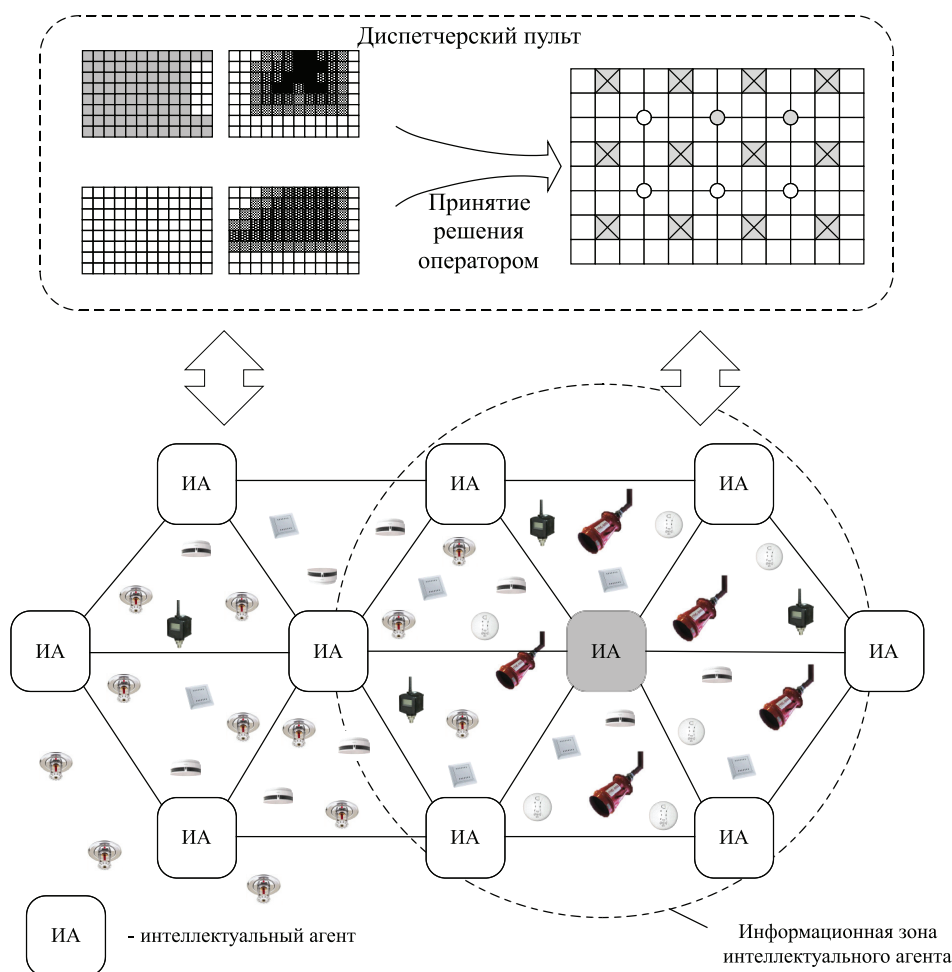 Диспетчерский пульт
Принятие
решения
оператором
ИА
ИА
ИА
ИА
ИА
ИА
ИА
ИА
ИА
ИА
ИА
- интеллектуальный агент
Информационная зона
интеллектуального агента